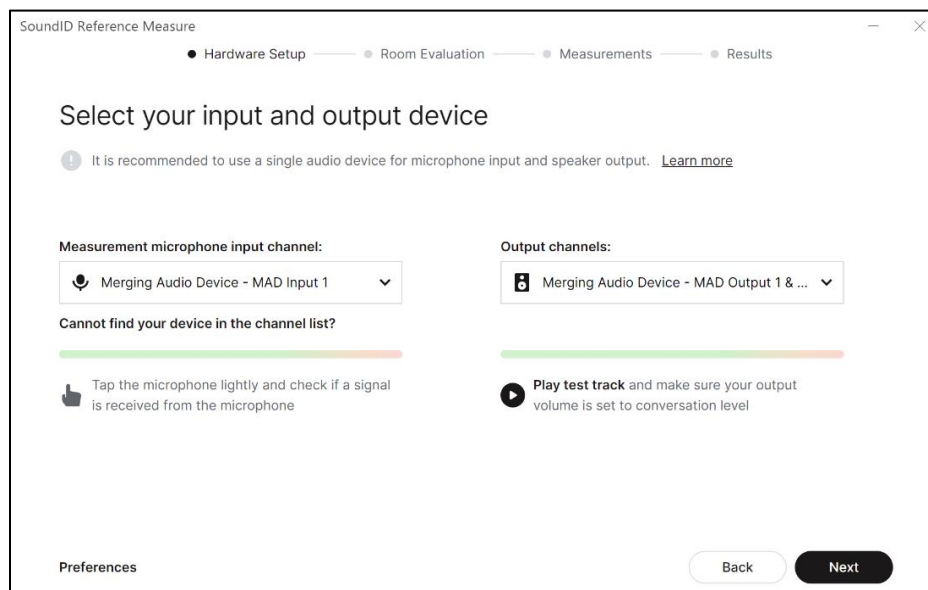 SoundID Reference Measure
Hardware Setup
Room Evaluation
Measurements
Results
Select your input and output device
It is recommended to use a single audio device for microphone input and speaker output. Learn more
Measurement microphone input channel:
Merging Audio Device - MAD Input 1
Cannot find your device in the channel list?
Tap the microphone lightly and check if a signal
is received from the microphone
Output channels:
Merging Audio Device - MAD Output 1 & ...
Play test track and make sure your output
volume is set to conversation level
Preferences
Back
Next